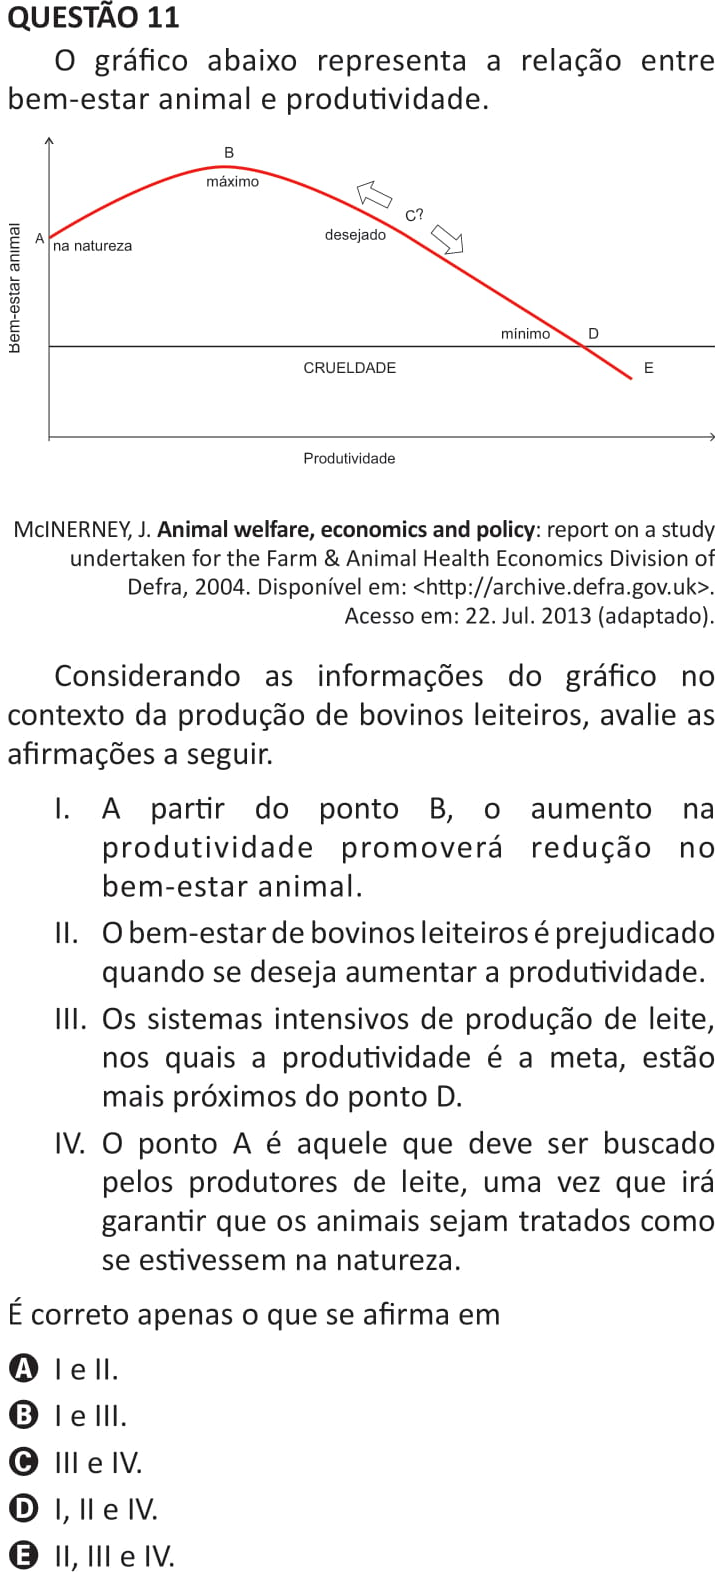 QUESTÃO 11
O gráfico abaixo representa a relação entre
bem-estar animal e produtividade.
B
máximo
C?
A
na natureza
desejado
Bem-estar animal
mínimo
D
CRUELDADE
E
Produtividade
McINERNEY, J. Animal welfare, economics and policy: report on a study
undertaken for the Farm & Animal Health Economics Division of
Defra, 2004. Disponível em: <http://archive.defra.gov.uk>.
Acesso em: 22. Jul. 2013 (adaptado).
Considerando as informações do gráfico no
contexto da produção de bovinos leiteiros, avalie as
afirmações a seguir.
I. A partir do ponto B, o aumento na
produtividade promoverá redução no
bem-estar animal.
II. O bem-estar de bovinos leiteiros é prejudicado
quando se deseja aumentar a produtividade.
III. Os sistemas intensivos de produção de leite,
nos quais a produtividade é a meta, estão
mais próximos do ponto D.
IV. O ponto A é aquele que deve ser buscado
pelos produtores de leite, uma vez que irá
garantir que os animais sejam tratados como
se estivessem na natureza.
É correto apenas o que se afirma em
A I e II.
B I e III.
C III e IV.
D I, II e IV.
E II, III e IV.